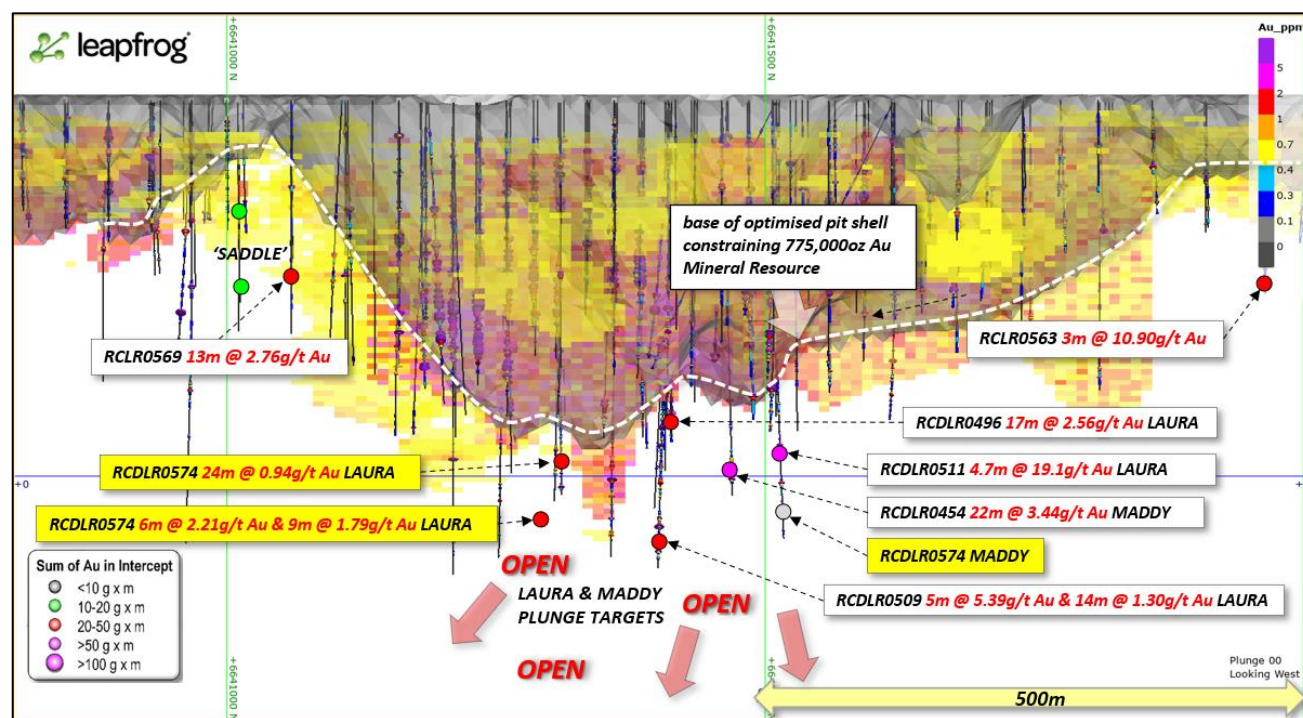 leapfrog
+6641000 N
+6641500 N
Au_ppm
5
2
1
0.7
0.4
0.3
0.1
0
base of optimised pit shell
constraining 775,000oz Au
Mineral Resource
'SADDLE'
RCLR0569 13m @ 2.76g/t Au
RCLR0563 3m @ 10.90g/t Au
RCDLR0496 17m @ 2.56g/t Au LAURA
RCDLR0574 24m @ 0.94g/t Au LAURA
RCDLR0511 4.7m @ 19.1g/t Au LAURA
+0
RCDLR0454 22m @ 3.44g/t Au MADDY
RCDLR0574 6m @ 2.21g/t Au & 9m @ 1.79g/t Au LAURA
RCDLR0574 MADDY
Sum of Au in Intercept
<10 g x m
10-20 g x m
20-50 g x m
>50 g x m
>100 g x m
OPEN
LAURA & MADDY
PLUNGE TARGETS
OPEN
RCDLR0509 5m @ 5.39g/t Au & 14m @ 1.30g/t Au LAURA
OPEN
+6641000 N
Plunge 00
Looking West
500m